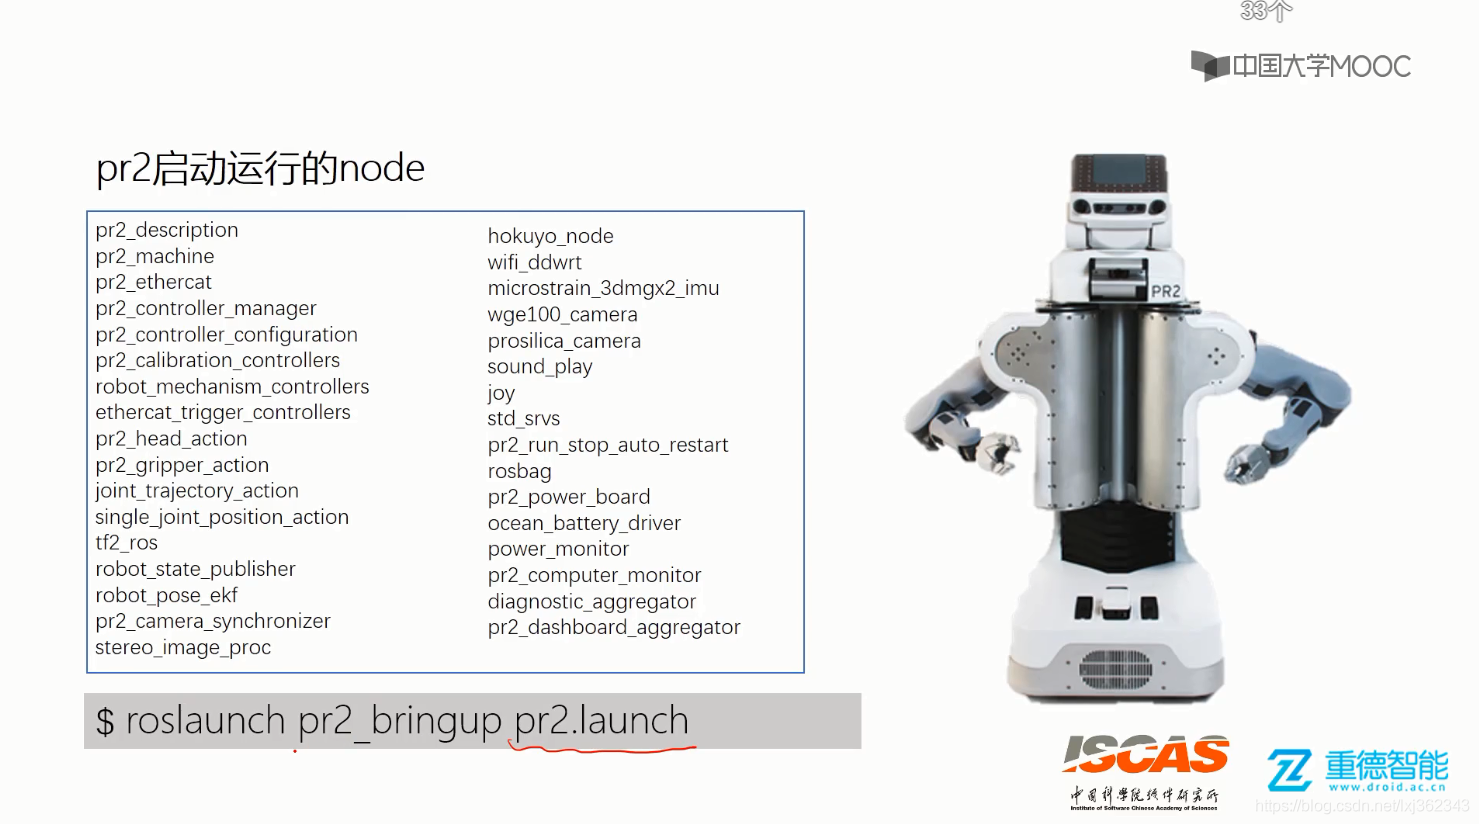 33个
中国大学MOOC
pr2启动运行的node
pr2_description
pr2_machine
pr2_ethercat
pr2_controller_manager
pr2_controller_configuration
pr2_calibration_controllers
robot_mechanism_controllers
ethercat_trigger_controllers
pr2_head_action
pr2_gripper_action
joint_trajectory_action
single_joint_position_action
tf2_ros
robot_state_publisher
robot_pose_ekf
pr2_camera_synchronizer
stereo_image_proc
hokuyo_node
wifi_ddwrt
microstrain_3dmgx2_imu
wge100_camera
prosilica_camera
sound_play
joy
std_srvs
pr2_run_stop_auto_restart
rosbag
pr2_power_board
ocean_battery_driver
power_monitor
pr2_computer_monitor
diagnostic_aggregator
pr2_dashboard_aggregator
$ roslaunch pr2_bringup pr2.launch
PR2
ISCAS
中国科学院软件研究所
Institute of Software Chinese Academy of Sciences
重德智能
www.droid.ac.cn
https://blog.csdn.net/lxj362343